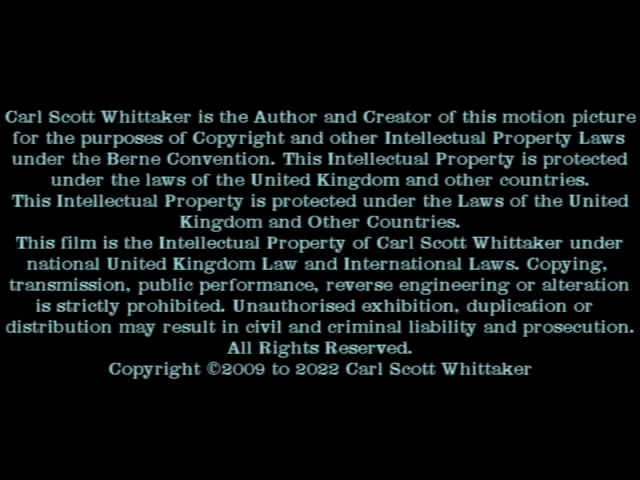 Carl Scott Whittaker is the Author and Creator of this motion picture
for the purposes of Copyright and other Intellectual Property Laws
under the Berne Convention. This Intellectual Property is protected
under the laws of the United Kingdom and other countries.
This Intellectual Property is protected under the Laws of the United
Kingdom and Other Countries.
This film is the Intellectual Property of Carl Scott Whittaker under
national United Kingdom Law and International Laws. Copying,
transmission, public performance, reverse engineering or alteration
is strictly prohibited. Unauthorised exhibition, duplication or
distribution may result in civil and criminal liability and prosecution.
All Rights Reserved.
Copyright ©2009 to 2022 Carl Scott Whittaker